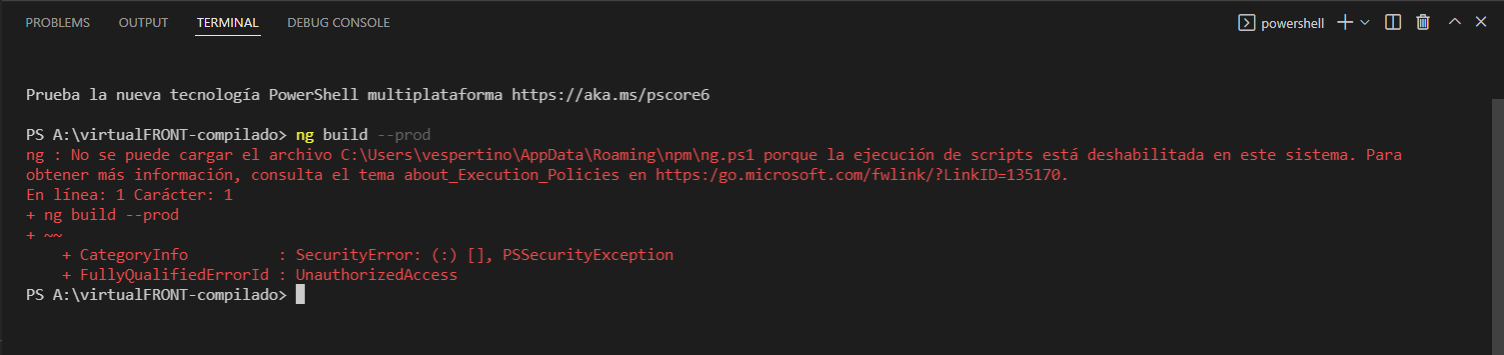 PROBLEMS OUTPUT TERMINAL DEBUG CONSOLE powershell
Prueba la nueva tecnología PowerShell multiplataforma https://aka.ms/pscore6
PS A:\virtualFRONT-compilado> ng build --prod
ng : No se puede cargar el archivo C:\Users\vespertino\AppData\Roaming\npm\ng.ps1 porque la ejecución de scripts está deshabilitada en este sistema. Para
obtener más información, consulta el tema about_Execution_Policies en https:/go.microsoft.com/fwlink/?LinkID=135170.
En línea: 1 Carácter: 1
+ ng build --prod
+ ~~
    + CategoryInfo          : SecurityError: (:) [], PSSecurityException
    + FullyQualifiedErrorId : UnauthorizedAccess
PS A:\virtualFRONT-compilado>